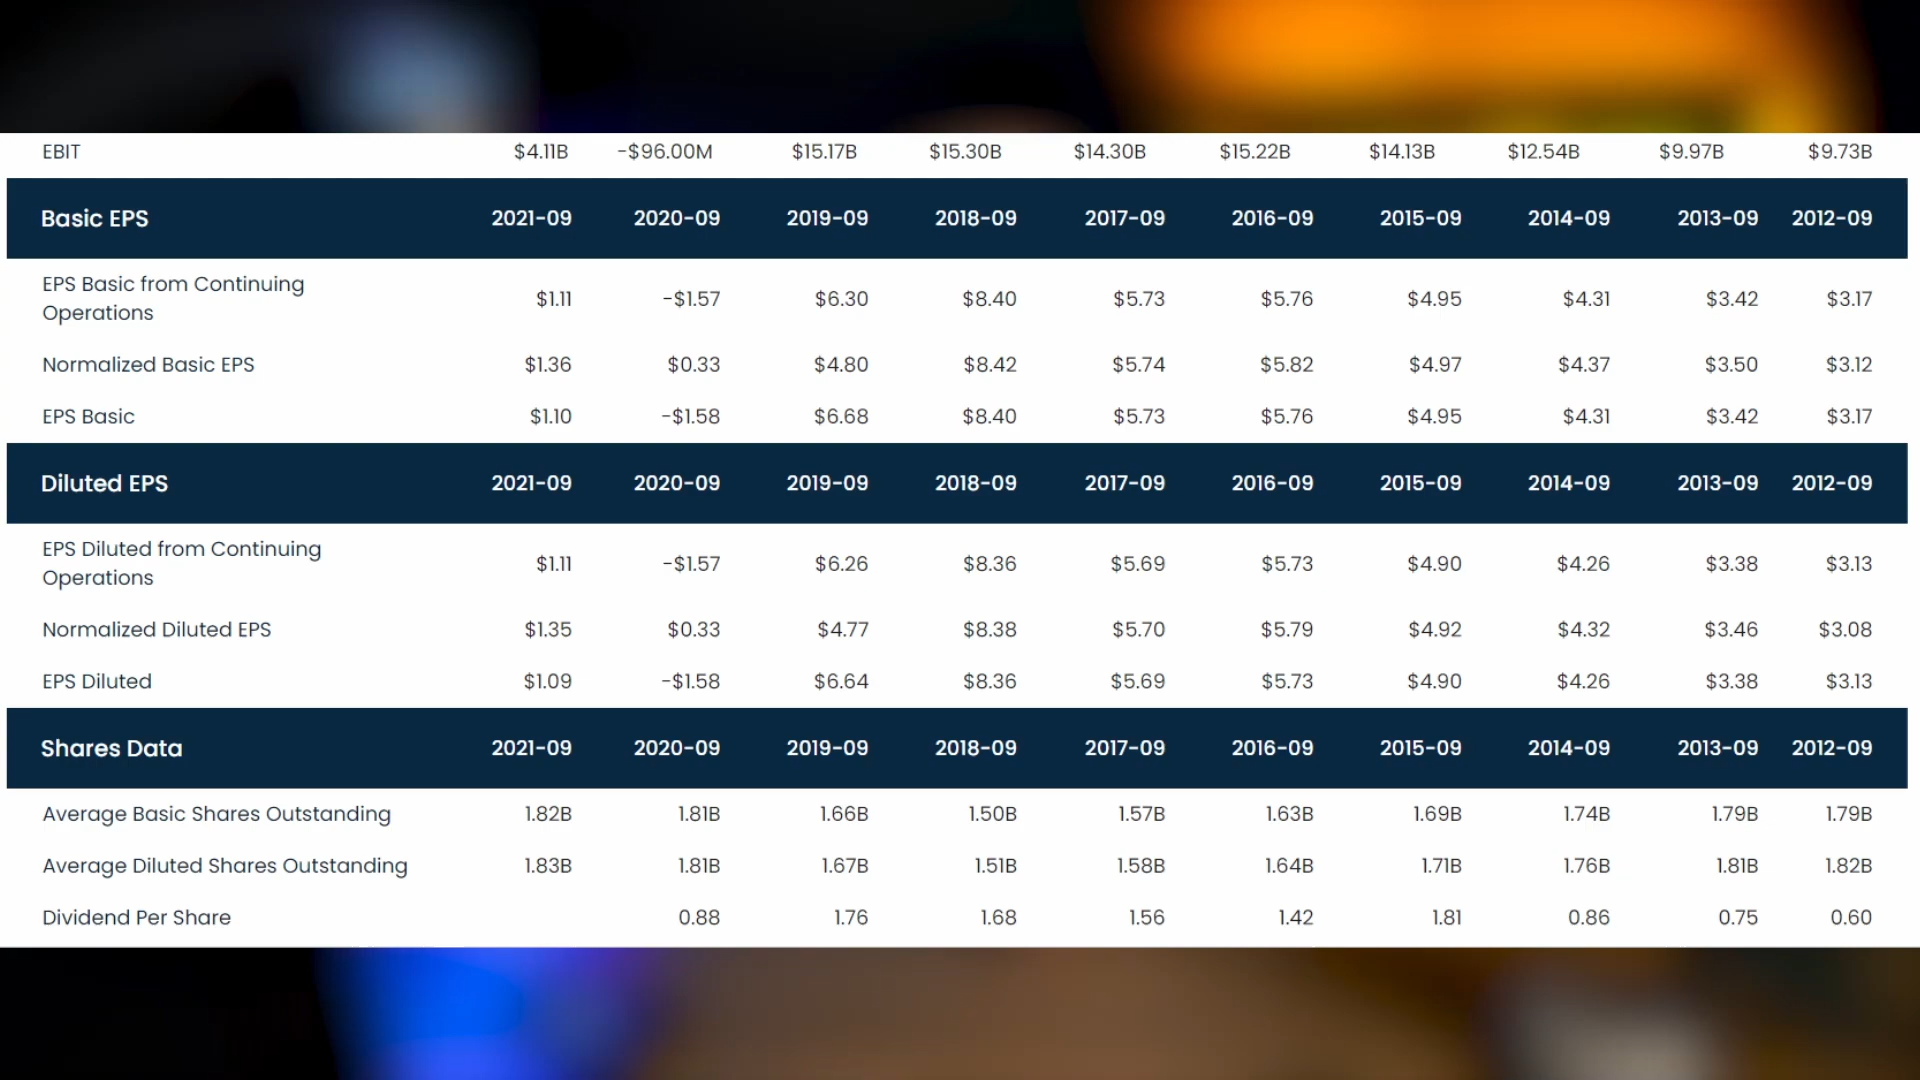 EBIT $4.11B -$96.00M $15.17B $15.30B $14.30B $15.22B $14.13B $12.54B $9.97B $9.73B
Basic EPS 2021-09 2020-09 2019-09 2018-09 2017-09 2016-09 2015-09 2014-09 2013-09 2012-09
EPS Basic from Continuing
Operations $1.11 -$1.57 $6.30 $8.40 $5.73 $5.76 $4.95 $4.31 $3.42 $3.17
Normalized Basic EPS $1.36 $0.33 $4.80 $8.42 $5.74 $5.82 $4.97 $4.37 $3.50 $3.12
EPS Basic $1.10 -$1.58 $6.68 $8.40 $5.73 $5.76 $4.95 $4.31 $3.42 $3.17
Diluted EPS 2021-09 2020-09 2019-09 2018-09 2017-09 2016-09 2015-09 2014-09 2013-09 2012-09
EPS Diluted from Continuing
Operations $1.11 -$1.57 $6.26 $8.36 $5.69 $5.73 $4.90 $4.26 $3.38 $3.13
Normalized Diluted EPS $1.35 $0.33 $4.77 $8.38 $5.70 $5.79 $4.92 $4.32 $3.46 $3.08
EPS Diluted $1.09 -$1.58 $6.64 $8.36 $5.69 $5.73 $4.90 $4.26 $3.38 $3.13
Shares Data 2021-09 2020-09 2019-09 2018-09 2017-09 2016-09 2015-09 2014-09 2013-09 2012-09
Average Basic Shares Outstanding 1.82B 1.81B 1.66B 1.50B 1.57B 1.63B 1.69B 1.74B 1.79B 1.79B
Average Diluted Shares Outstanding 1.83B 1.81B 1.67B 1.51B 1.58B 1.64B 1.71B 1.76B 1.81B 1.82B
Dividend Per Share 0.88 1.76 1.68 1.56 1.42 1.81 0.86 0.75 0.60